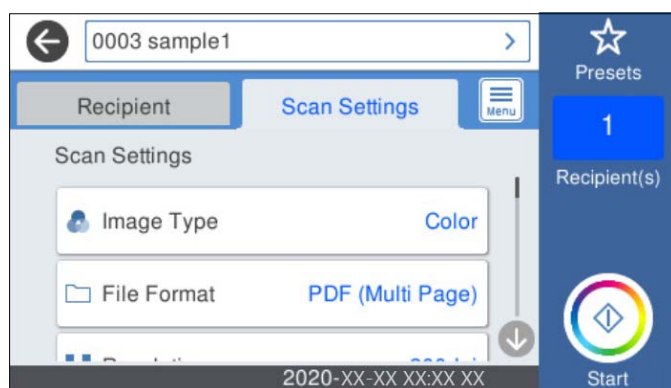 0003 sample1
Presets
Recipient
Scan Settings
Menu
1
Recipient(s)
Scan Settings
Image Type
Color
File Format
PDF (Multi Page)
2020-XX-XX XX:XX XX
Start